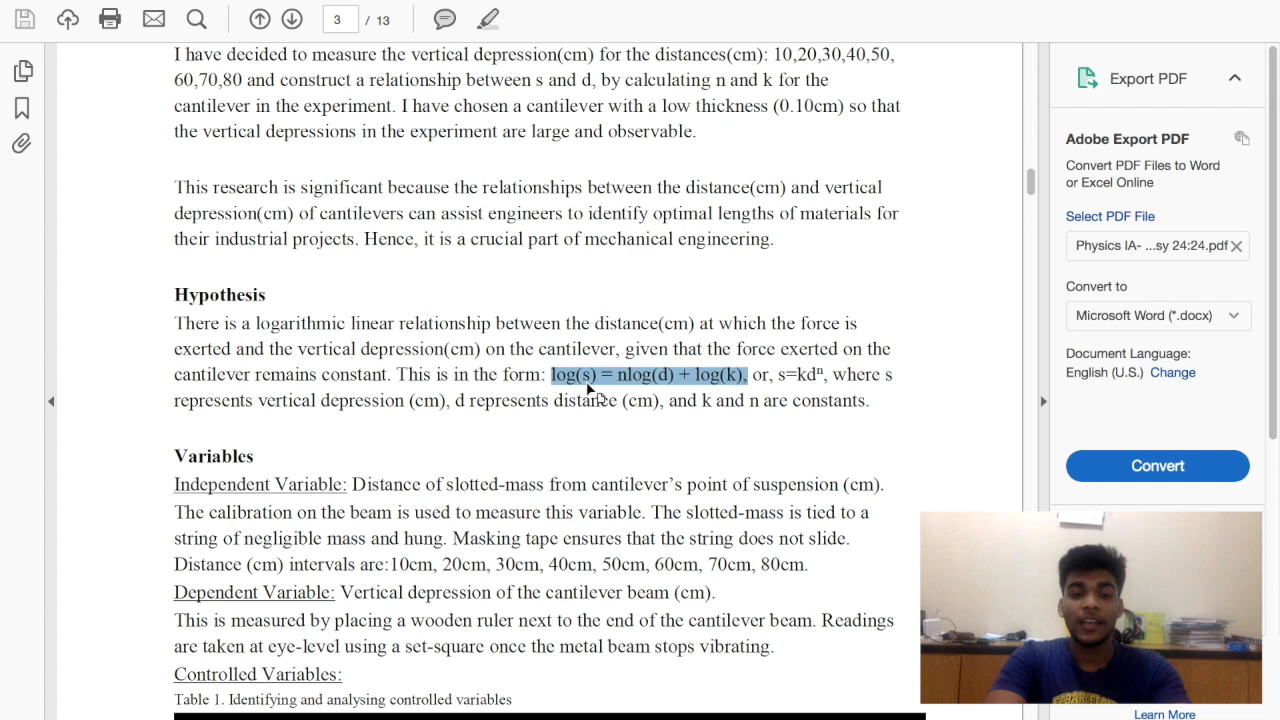 3 / 13
I have decided to measure the vertical depression(cm) for the distances(cm): 10,20,30,40,50,
60,70,80 and construct a relationship between s and d, by calculating n and k for the
cantilever in the experiment. I have chosen a cantilever with a low thickness (0.10cm) so that
the vertical depressions in the experiment are large and observable.
This research is significant because the relationships between the distance(cm) and vertical
depression(cm) of cantilevers can assist engineers to identify optimal lengths of materials for
their industrial projects. Hence, it is a crucial part of mechanical engineering.
Hypothesis
There is a logarithmic linear relationship between the distance(cm) at which the force is
exerted and the vertical depression(cm) on the cantilever, given that the force exerted on the
cantilever remains constant. This is in the form: log(s) = nlog(d) + log(k), or, s=kdⁿ, where s
represents vertical depression (cm), d represents distance (cm), and k and n are constants.
Variables
Independent Variable: Distance of slotted-mass from cantilever’s point of suspension (cm).
The calibration on the beam is used to measure this variable. The slotted-mass is tied to a
string of negligible mass and hung. Masking tape ensures that the string does not slide.
Distance (cm) intervals are:10cm, 20cm, 30cm, 40cm, 50cm, 60cm, 70cm, 80cm.
Dependent Variable: Vertical depression of the cantilever beam (cm).
This is measured by placing a wooden ruler next to the end of the cantilever beam. Readings
are taken at eye-level using a set-square once the metal beam stops vibrating.
Controlled Variables:
Table 1. Identifying and analysing controlled variables
Export PDF
Adobe Export PDF
Convert PDF Files to Word
or Excel Online
Select PDF File
Physics IA- ...sy 24:24.pdf
Convert to
Microsoft Word (*.docx)
Document Language:
English (U.S.) Change
Convert
Learn More